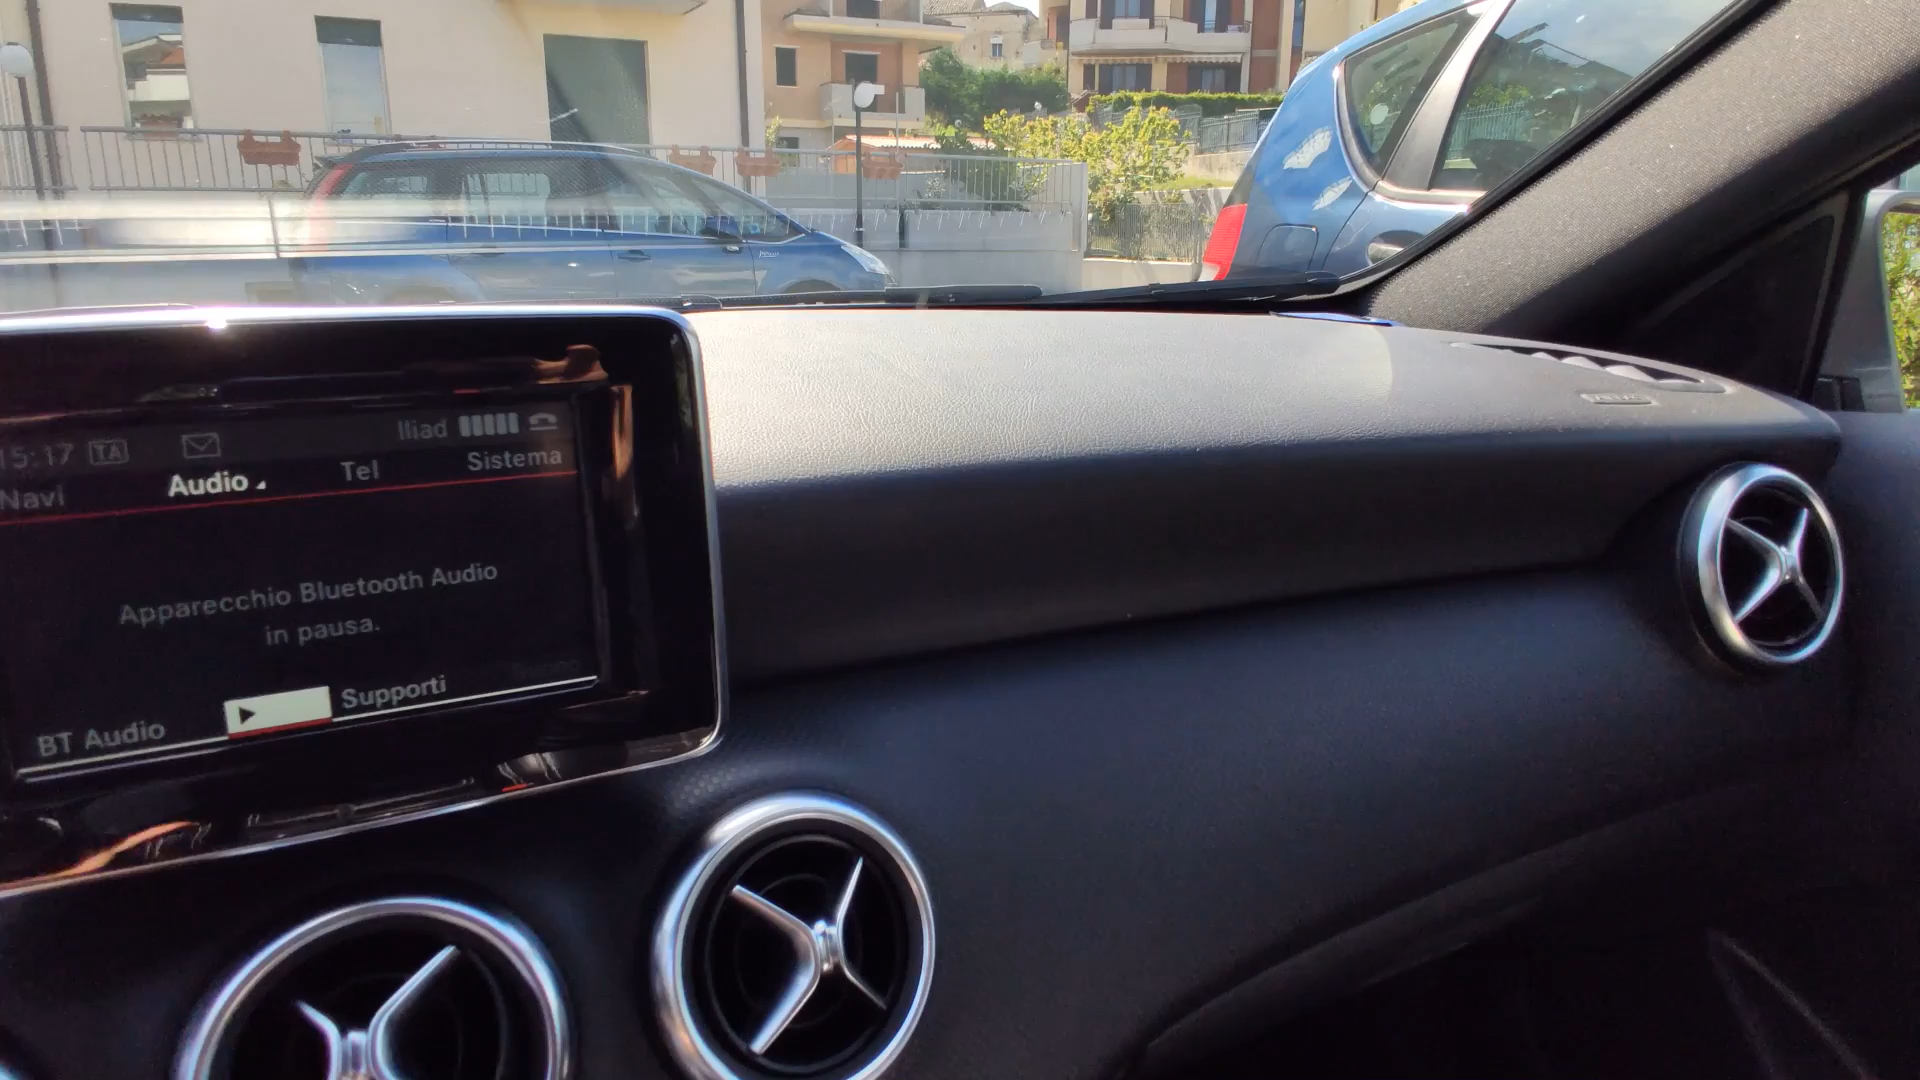 15:17 TA Iliad
Navi Audio Tel Sistema
Apparecchio Bluetooth Audio
in pausa.
BT Audio Supporti